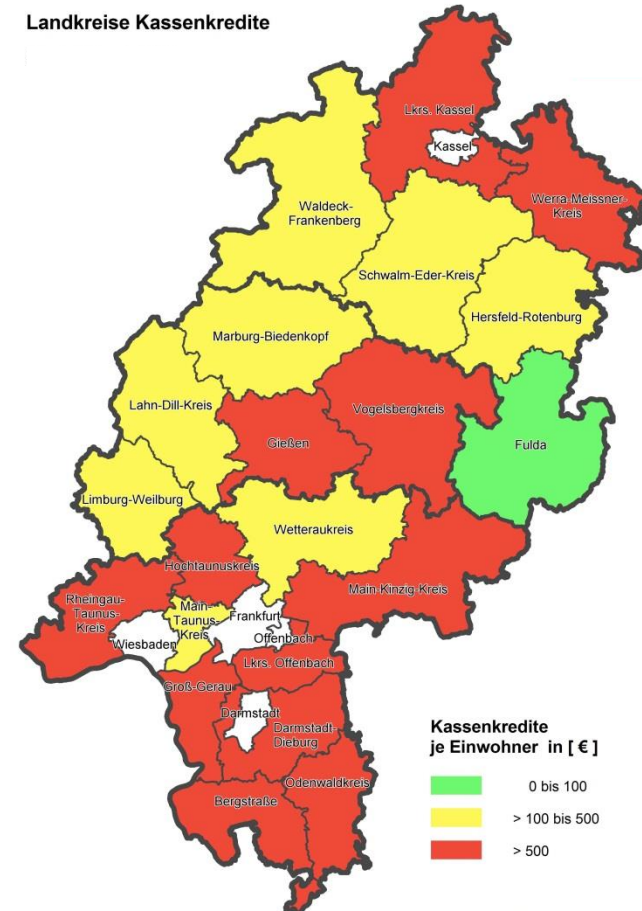 Landkreise Kassenkredite
Lkrs. Kassel
Kassel
Werra-Meissner-
Kreis
Waldeck-
Frankenberg
Schwalm-Eder-Kreis
Hersfeld-Rotenburg
Marburg-Biedenkopf
Lahn-Dill-Kreis
Vogelsbergkreis
Gießen
Fulda
Limburg-Weilburg
Wetteraukreis
Hochtaunuskreis
Main-Kinzig-Kreis
Rheingau-
Taunus-
Kreis
Main-
Taunus-
Kreis
Frankfurt
Wiesbaden
Offenbach
Lkrs. Offenbach
Groß-Gerau
Darmstadt
Darmstadt-
Dieburg
Odenwaldkreis
Bergstraße
Kassenkredite
je Einwohner in [ € ]
0 bis 100
> 100 bis 500
> 500